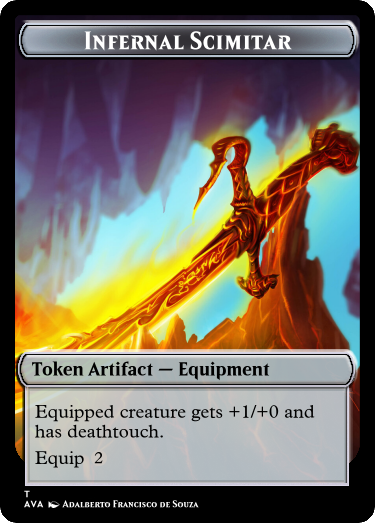 Infernal Scimitar
Token Artifact — Equipment
Equipped creature gets +1/+0 and
has deathtouch.
Equip 2
T
AVA Adalberto Francisco de Souza